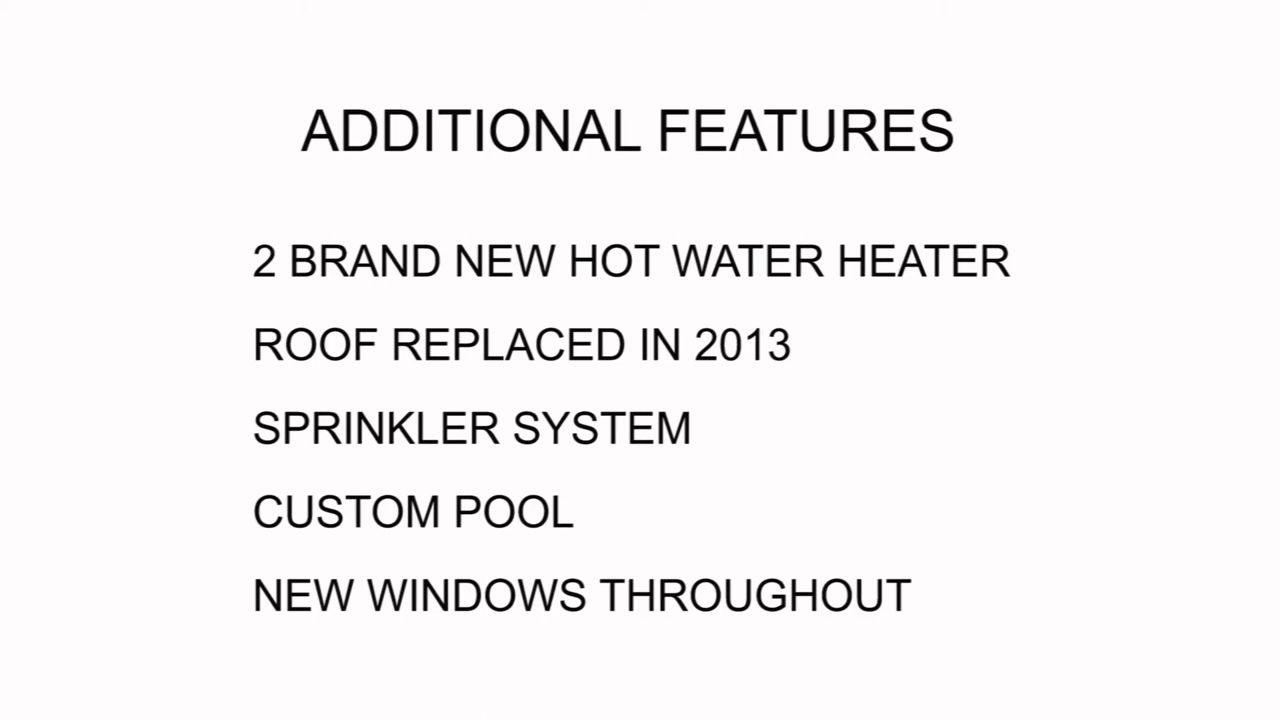 ADDITIONAL FEATURES
2 BRAND NEW HOT WATER HEATER
ROOF REPLACED IN 2013
SPRINKLER SYSTEM
CUSTOM POOL
NEW WINDOWS THROUGHOUT